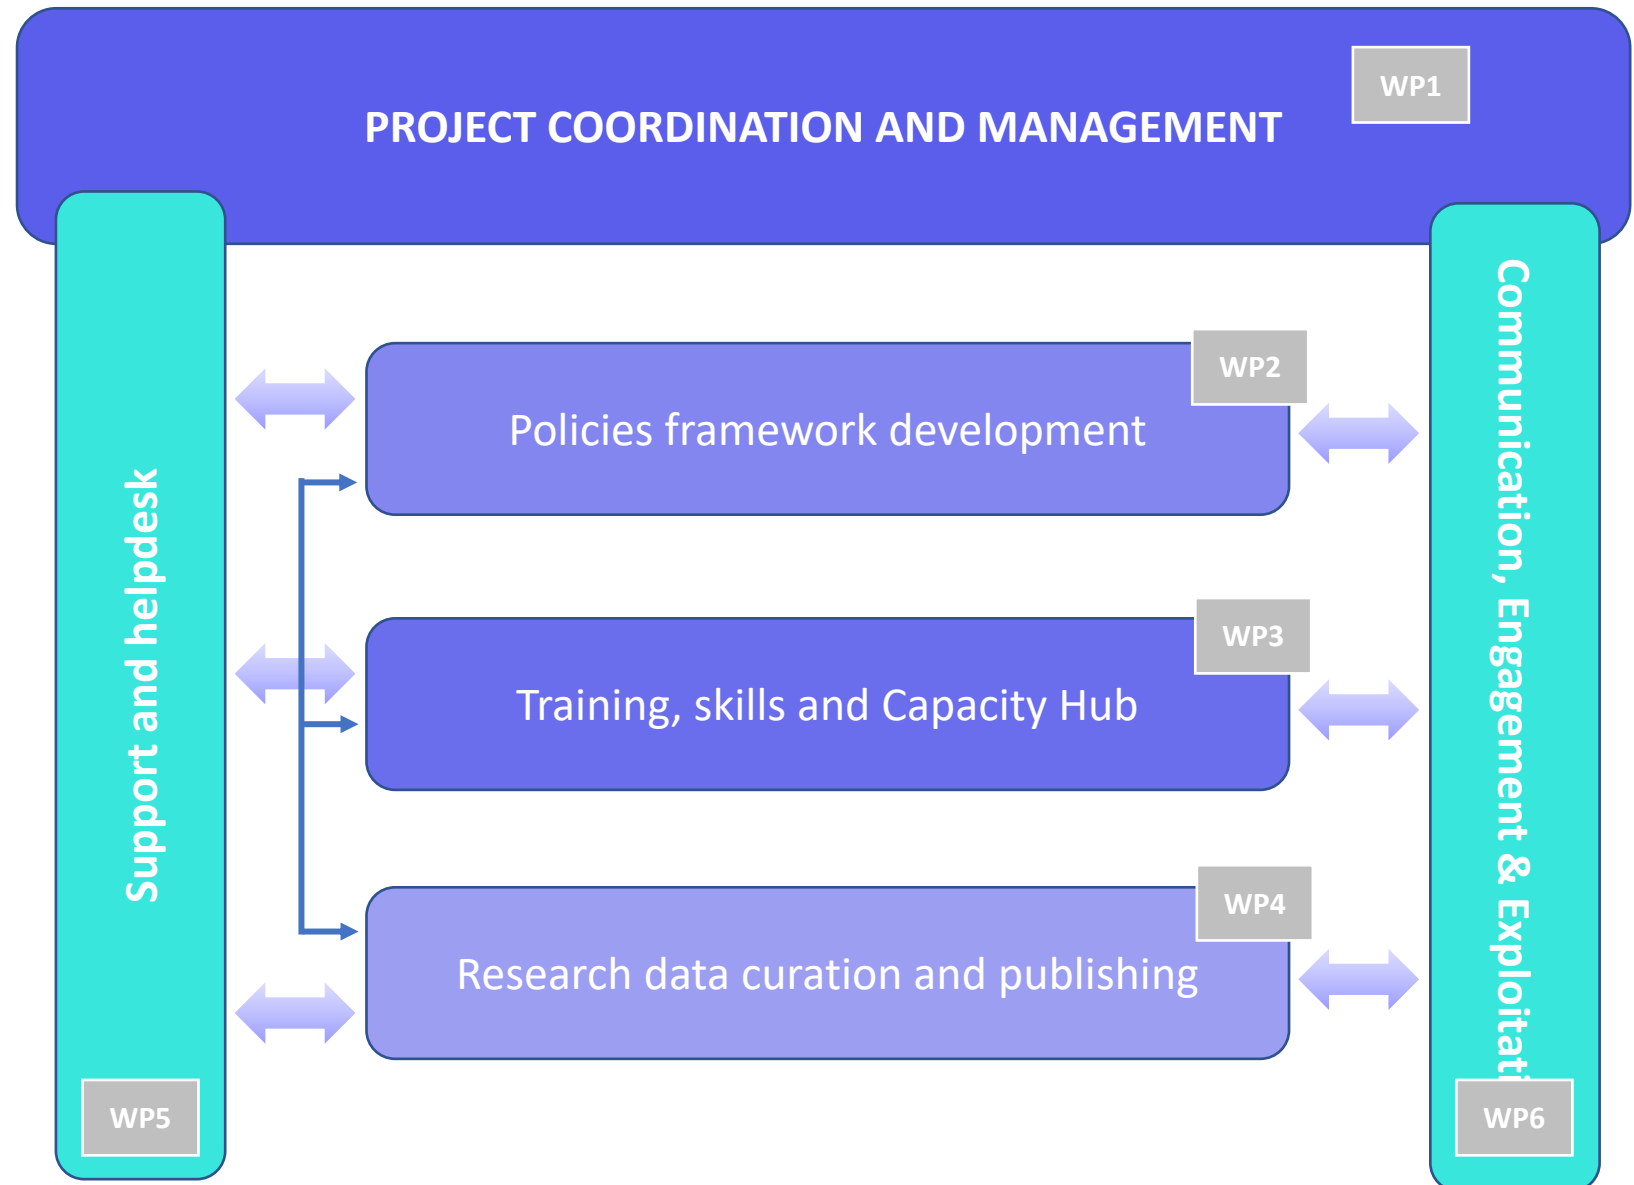 WP1
PROJECT COORDINATION AND MANAGEMENT
Support and helpdesk
WP5
WP2
Policies framework development
WP3
Training, skills and Capacity Hub
WP4
Research data curation and publishing
Communication, Engagement & Exploitati
WP6